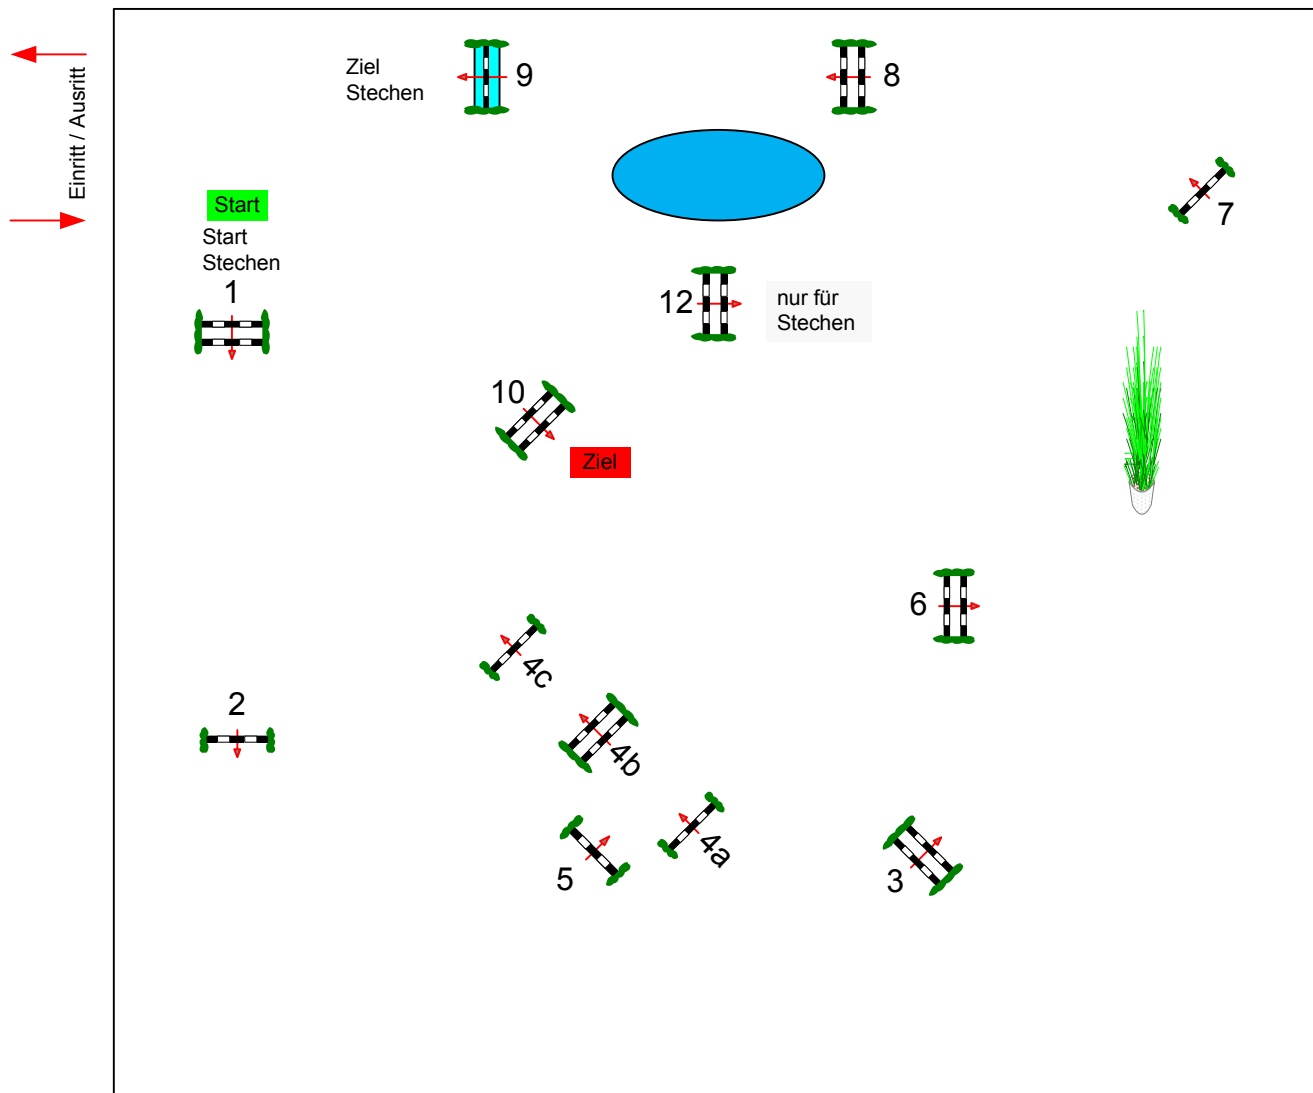 Einritt / Ausritt
Ziel
Stechen
9
8
7
Start
Start
Stechen
1
12
nur für
Stechen
10
Ziel
6
4c
2
4b
4a
5
3